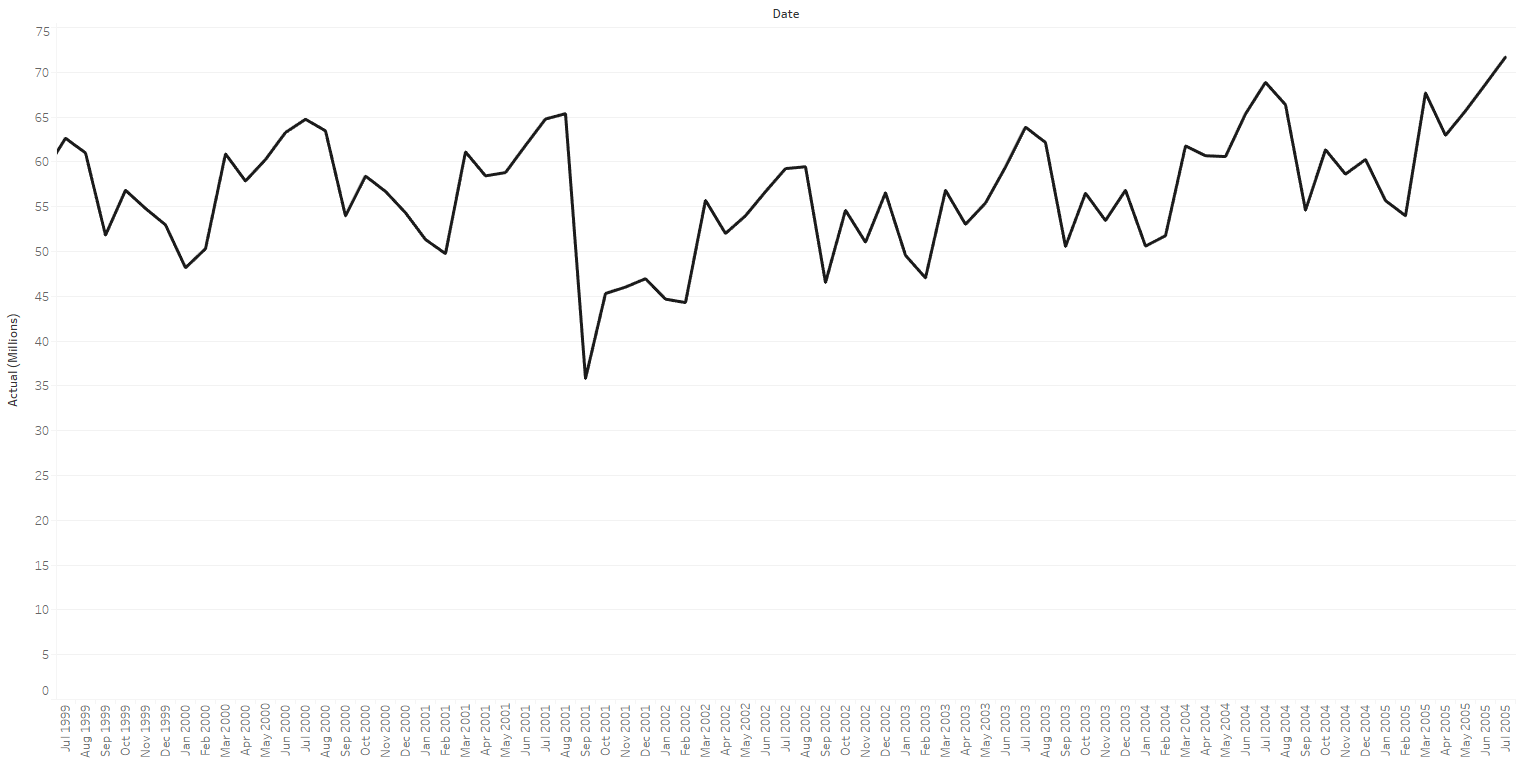 Date
75
70
65
60
55
50
45
40
35
30
25
20
15
10
5
0
Actual (Millions)
Jul 1999
Aug 1999
Sep 1999
Oct 1999
Nov 1999
Dec 1999
Jan 2000
Feb 2000
Mar 2000
Apr 2000
May 2000
Jun 2000
Jul 2000
Aug 2000
Sep 2000
Oct 2000
Nov 2000
Dec 2000
Jan 2001
Feb 2001
Mar 2001
Apr 2001
May 2001
Jun 2001
Jul 2001
Aug 2001
Sep 2001
Oct 2001
Nov 2001
Dec 2001
Jan 2002
Feb 2002
Mar 2002
Apr 2002
May 2002
Jun 2002
Jul 2002
Aug 2002
Sep 2002
Oct 2002
Nov 2002
Dec 2002
Jan 2003
Feb 2003
Mar 2003
Apr 2003
May 2003
Jun 2003
Jul 2003
Aug 2003
Sep 2003
Oct 2003
Nov 2003
Dec 2003
Jan 2004
Feb 2004
Mar 2004
Apr 2004
May 2004
Jun 2004
Jul 2004
Aug 2004
Sep 2004
Oct 2004
Nov 2004
Dec 2004
Jan 2005
Feb 2005
Mar 2005
Apr 2005
May 2005
Jun 2005
Jul 2005